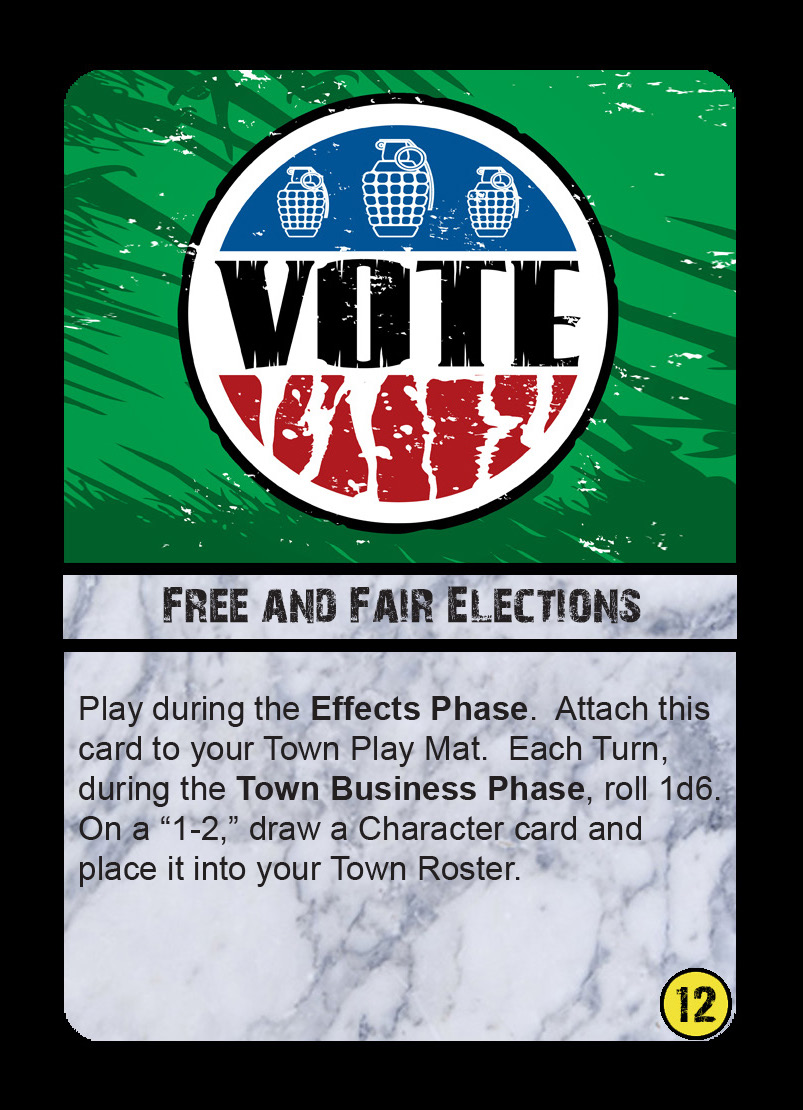 VOTE
FREE AND FAIR ELECTIONS
Play during the Effects Phase.  Attach this
card to your Town Play Mat.  Each Turn,
during the Town Business Phase, roll 1d6.
On a “1-2,” draw a Character card and
place it into your Town Roster.
12